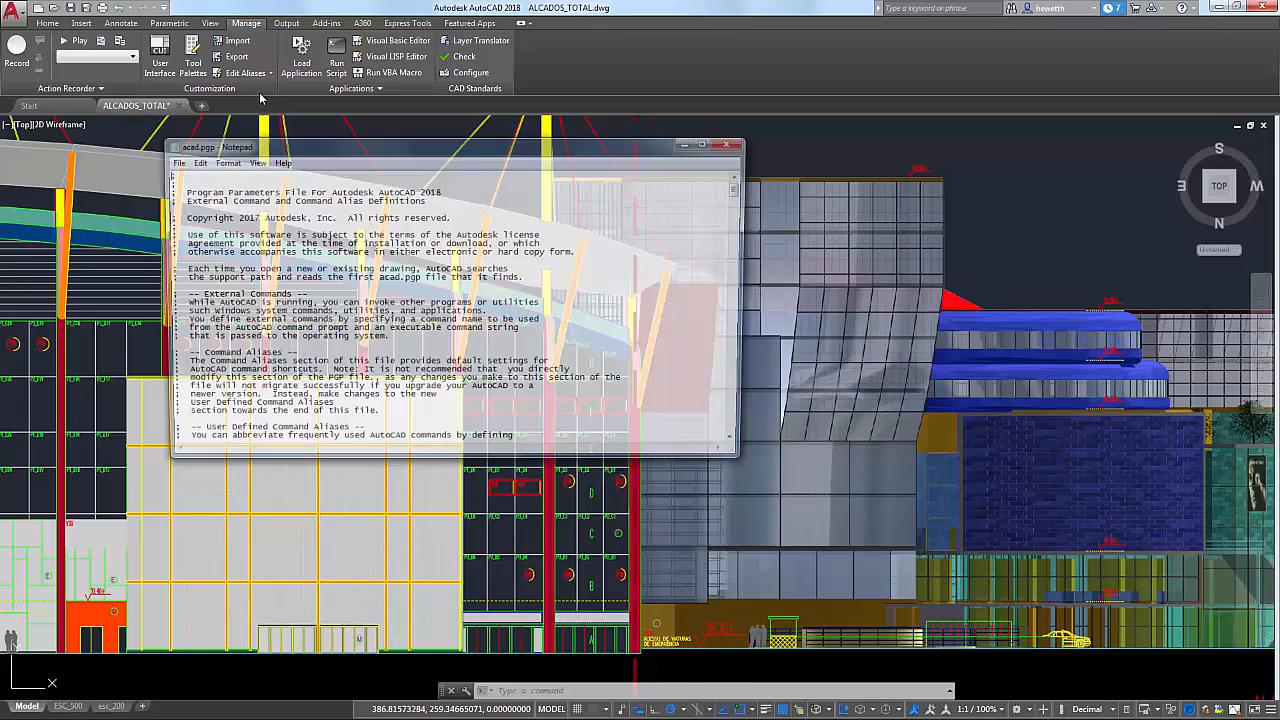 Autodesk AutoCAD 2018 ALCADOS_TOTAL.dwg
Type a keyword or phrase
hewetth
7
Home Insert Annotate Parametric View Manage Output Add-ins A360 Express Tools Featured Apps
Record
Play
User Interface
Tool Palettes
Import
Export
Edit Aliases
Load Application
Run Script
Visual Basic Editor
Visual LISP Editor
Run VBA Macro
Layer Translator
Check
Configure
Action Recorder
Customization
Applications
CAD Standards
Start
ALCADOS_TOTAL*
[−][Top][2D Wireframe]
acad.pgp - Notepad
File Edit Format View Help
Program Parameters File For Autodesk AutoCAD 2018
External Command and Command Alias Definitions
Copyright 2017 Autodesk, Inc. All rights reserved.
Use of this software is subject to the terms of the Autodesk license
agreement provided at the time of installation or download, or which
otherwise accompanies this software in either electronic or hard copy form.
Each time you open a new or existing drawing, AutoCAD searches
the support path and reads the first acad.pgp file that it finds.
-- External Commands --
While AutoCAD is running, you can invoke other programs or utilities
such Windows system commands, utilities, and applications.
You define external commands by specifying a command name to be used
from the AutoCAD command prompt and an executable command string
that is passed to the operating system.
-- Command Aliases --
The Command Aliases section of this file provides default settings for
AutoCAD command shortcuts. Note: It is not recommended that you directly
modify this section of the PGP file., as any changes you make to this section of the
file will not migrate successfully if you upgrade your AutoCAD to a
newer version. Instead, make changes to the new
User Defined Command Aliases
section towards the end of this file.
-- User Defined Command Aliases --
You can abbreviate frequently used AutoCAD commands by defining
S
E
TOP
W
N
Unnamed
D
C
B
A
E
M
Type a command
Model ESC_500 esc_200
386.81573284, 259.34665071, 0.00000000 MODEL
1:1 / 100%
Decimal